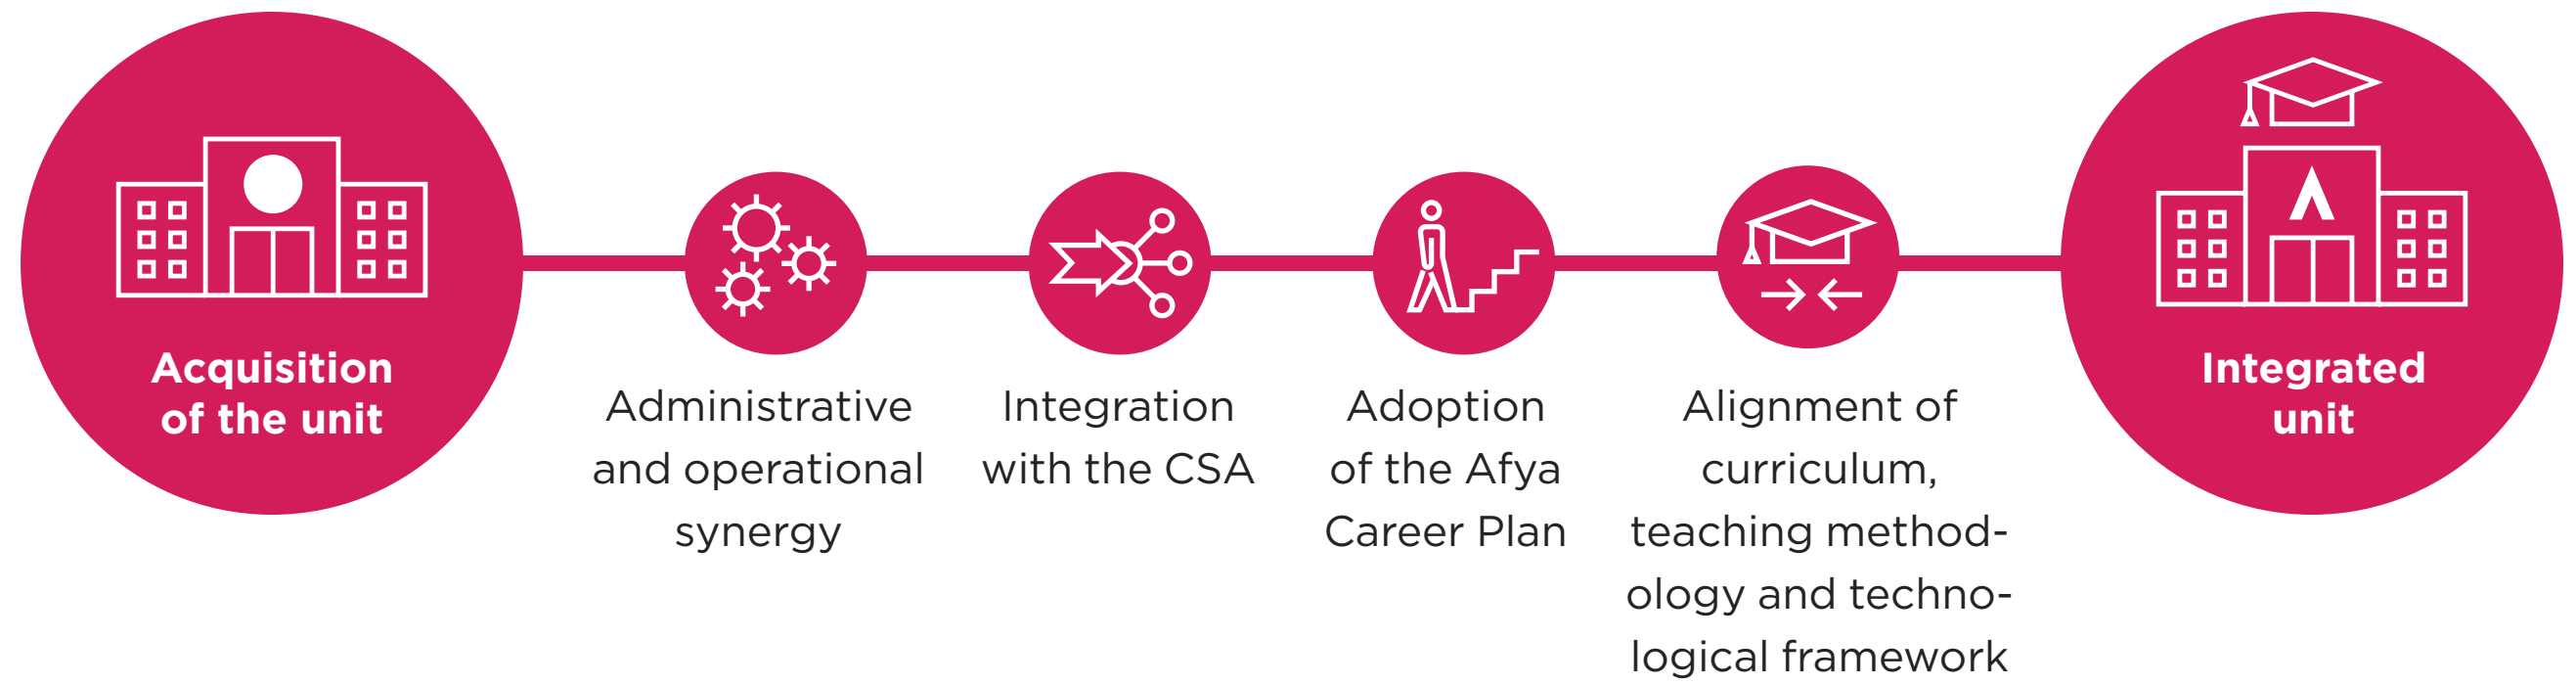 Acquisition
of the unit
Administrative
and operational
synergy
Integration
with the CSA
Adoption
of the Afya
Career Plan
Alignment of
curriculum,
teaching method-
ology and techno-
logical framework
Integrated
unit